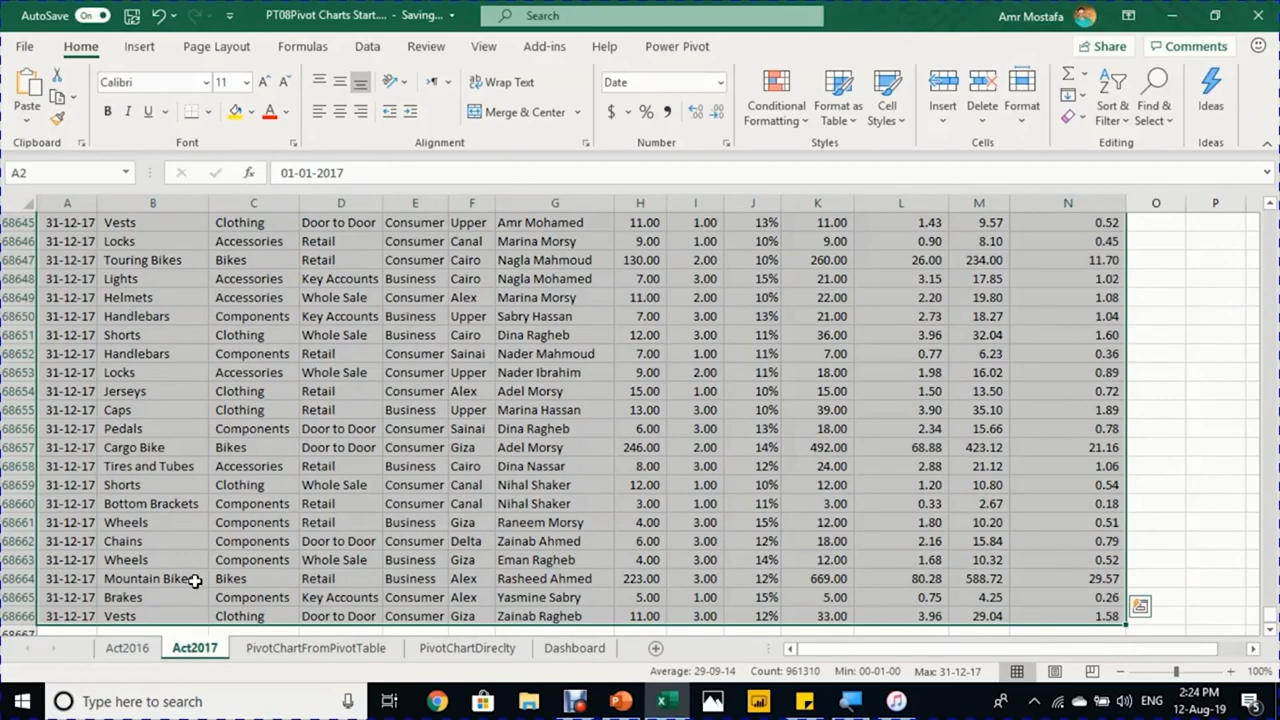 AutoSave On PT08Pivot Charts Start.... - Saving... Search Amr Mostafa
File Home Insert Page Layout Formulas Data Review View Add-ins Help Power Pivot Share Comments
Paste Calibri 11 Wrap Text Date Conditional Formatting Format as Table Cell Styles Insert Delete Format Sort & Filter Find & Select Ideas
B I U A Merge & Center $ % ,
Clipboard Font Alignment Number Styles Cells Editing Ideas
A2 fx 01-01-2017
A B C D E F G H I J K L M N O P
68645 31-12-17 Vests Clothing Door to Door Consumer Upper Amr Mohamed 11.00 1.00 13% 11.00 1.43 9.57 0.52
68646 31-12-17 Locks Accessories Retail Consumer Canal Marina Morsy 9.00 1.00 10% 9.00 0.90 8.10 0.45
68647 31-12-17 Touring Bikes Bikes Retail Consumer Cairo Nagla Mahmoud 130.00 2.00 10% 260.00 26.00 234.00 11.70
68648 31-12-17 Lights Accessories Key Accounts Business Cairo Nagla Mohamed 7.00 3.00 15% 21.00 3.15 17.85 1.02
68649 31-12-17 Helmets Accessories Whole Sale Consumer Alex Marina Morsy 11.00 2.00 10% 22.00 2.20 19.80 1.08
68650 31-12-17 Handlebars Components Key Accounts Business Upper Sabry Hassan 7.00 3.00 13% 21.00 2.73 18.27 1.04
68651 31-12-17 Shorts Clothing Whole Sale Business Cairo Dina Ragheb 12.00 3.00 11% 36.00 3.96 32.04 1.60
68652 31-12-17 Handlebars Components Retail Consumer Sainai Nader Mahmoud 7.00 1.00 11% 7.00 0.77 6.23 0.36
68653 31-12-17 Locks Accessories Whole Sale Consumer Upper Nader Ibrahim 9.00 2.00 11% 18.00 1.98 16.02 0.89
68654 31-12-17 Jerseys Clothing Retail Consumer Alex Adel Morsy 15.00 1.00 10% 15.00 1.50 13.50 0.72
68655 31-12-17 Caps Clothing Retail Business Upper Marina Hassan 13.00 3.00 10% 39.00 3.90 35.10 1.89
68656 31-12-17 Pedals Components Door to Door Consumer Sainai Dina Ragheb 6.00 3.00 13% 18.00 2.34 15.66 0.78
68657 31-12-17 Cargo Bike Bikes Door to Door Consumer Giza Adel Morsy 246.00 2.00 14% 492.00 68.88 423.12 21.16
68658 31-12-17 Tires and Tubes Accessories Retail Business Cairo Dina Nassar 8.00 3.00 12% 24.00 2.88 21.12 1.06
68659 31-12-17 Shorts Clothing Whole Sale Consumer Canal Nihal Shaker 12.00 1.00 10% 12.00 1.20 10.80 0.54
68660 31-12-17 Bottom Brackets Components Retail Consumer Canal Nihal Shaker 3.00 1.00 11% 3.00 0.33 2.67 0.18
68661 31-12-17 Wheels Components Retail Business Giza Raneem Morsy 4.00 3.00 15% 12.00 1.80 10.20 0.51
68662 31-12-17 Chains Components Door to Door Consumer Delta Zainab Ahmed 6.00 3.00 12% 18.00 2.16 15.84 0.79
68663 31-12-17 Wheels Components Whole Sale Business Giza Eman Ragheb 4.00 3.00 14% 12.00 1.68 10.32 0.52
68664 31-12-17 Mountain Bikes Bikes Retail Business Alex Rasheed Ahmed 223.00 3.00 12% 669.00 80.28 588.72 29.57
68665 31-12-17 Brakes Components Key Accounts Consumer Alex Yasmine Sabry 5.00 1.00 15% 5.00 0.75 4.25 0.26
68666 31-12-17 Vests Clothing Door to Door Consumer Giza Zainab Ragheb 11.00 3.00 12% 33.00 3.96 29.04 1.58
68667
Act2016 Act2017 PivotChartFromPivotTable PivotChartDireclty Dashboard
Average: 29-09-14 Count: 961310 Min: 00-01-00 Max: 31-12-17 100%
Type here to search ENG 2:24 PM
12-Aug-19 5